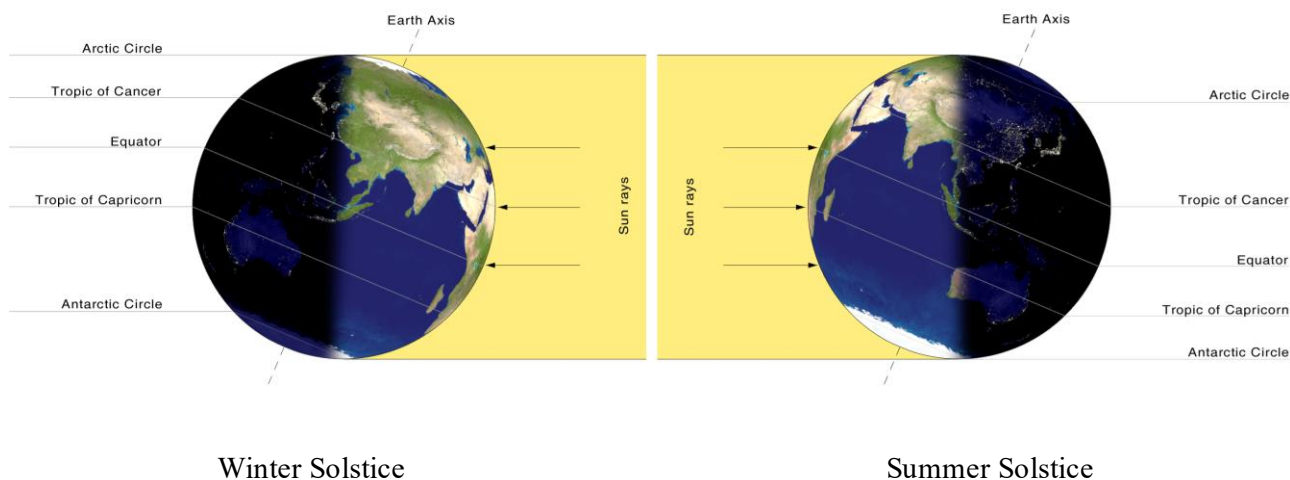 Earth Axis
Arctic Circle
Tropic of Cancer
Equator
Tropic of Capricorn
Antarctic Circle
Sun rays
Earth Axis
Sun rays
Arctic Circle
Tropic of Cancer
Equator
Tropic of Capricorn
Antarctic Circle
Winter Solstice
Summer Solstice